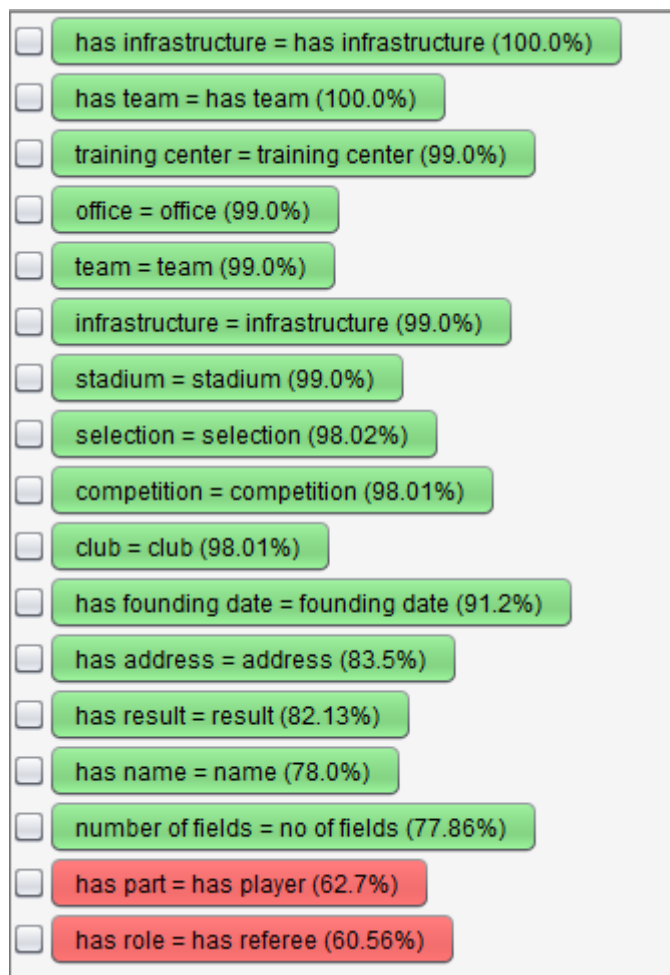 has infrastructure = has infrastructure (100.0%)
has team = has team (100.0%)
training center = training center (99.0%)
office = office (99.0%)
team = team (99.0%)
infrastructure = infrastructure (99.0%)
stadium = stadium (99.0%)
selection = selection (98.02%)
competition = competition (98.01%)
club = club (98.01%)
has founding date = founding date (91.2%)
has address = address (83.5%)
has result = result (82.13%)
has name = name (78.0%)
number of fields = no of fields (77.86%)
has part = has player (62.7%)
has role = has referee (60.56%)